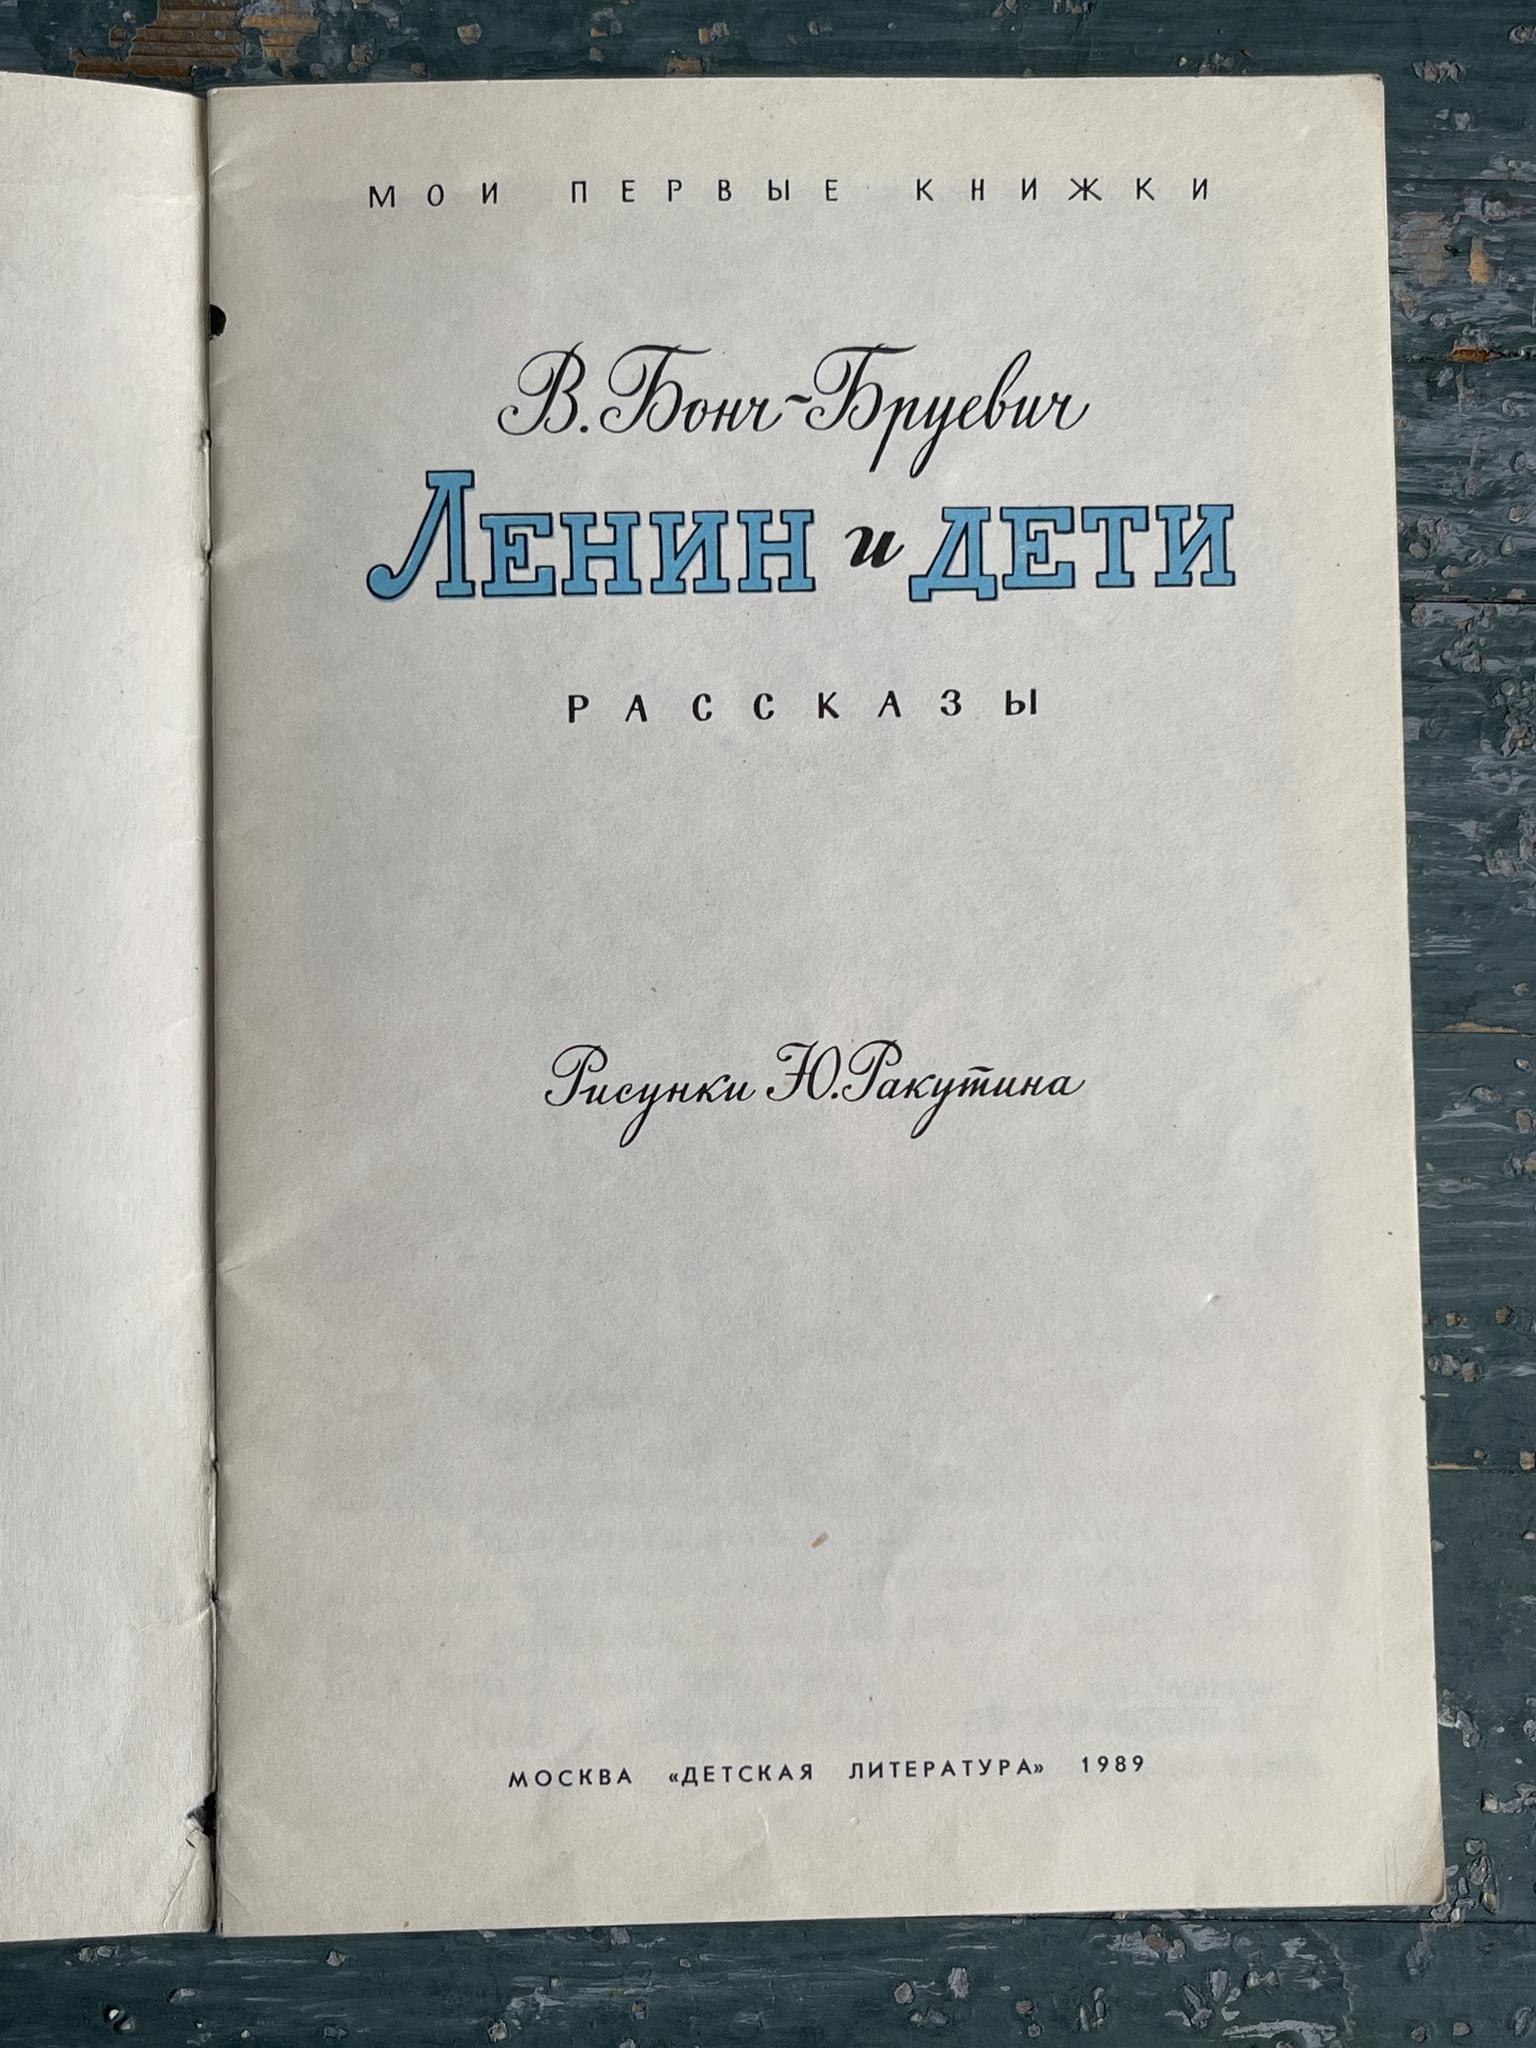 МОИ ПЕРВЫЕ КНИЖКИ
В. Бонч-Бруевич
ЛЕНИН и ДЕТИ
РАССКАЗЫ
Рисунки Ю. Ракутина
МОСКВА «ДЕТСКАЯ ЛИТЕРАТУРА» 1989